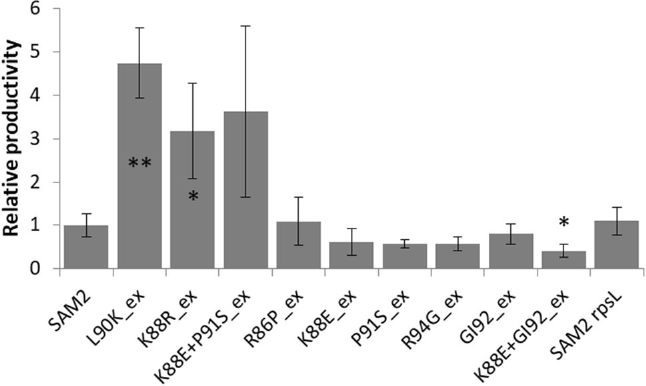 Relative productivity
6
5
4
3
2
1
0
**
*
*
SAM2
L90K_ex
K88R_ex
K88E+P91S_ex
R86P_ex
K88E_ex
P91S_ex
R94G_ex
GI92_ex
K88E+GI92_ex
SAM2 rpsL